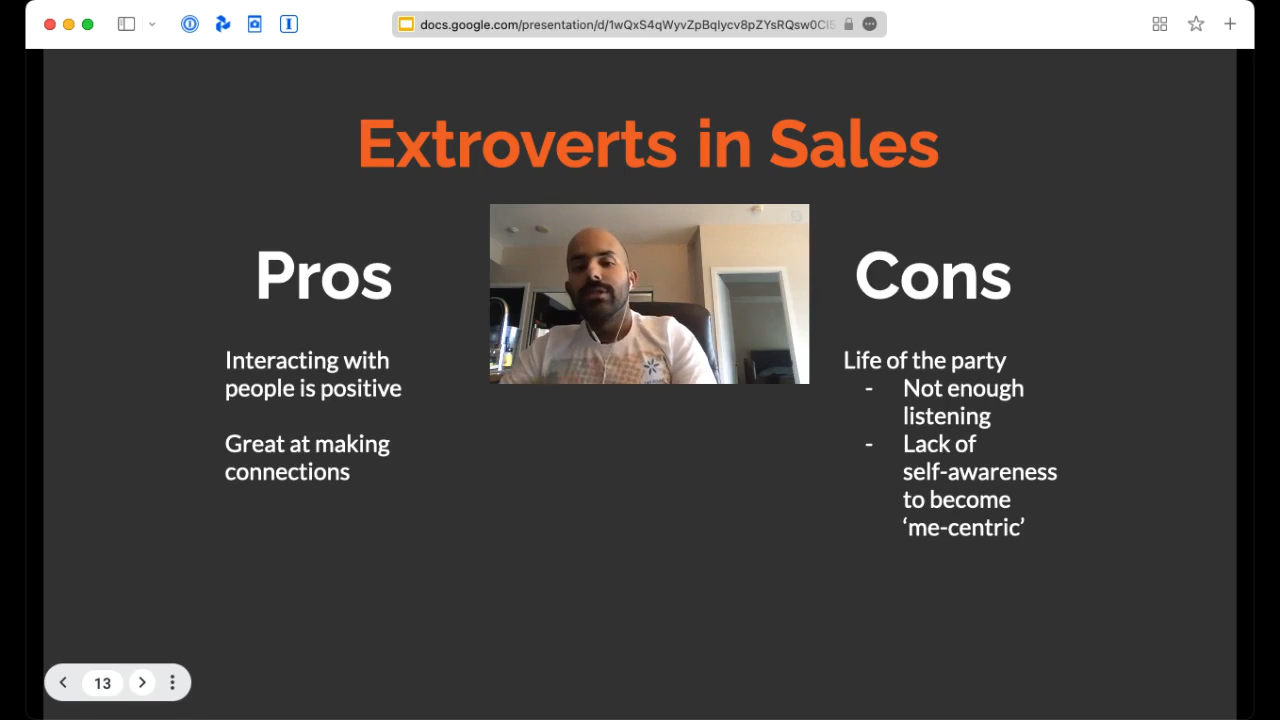 docs.google.com/presentation/d/1wQxS4qWyvZpBqlycv8pZYsRQsw0CI5
Extroverts in Sales
Pros
Interacting with
people is positive
Great at making
connections
Cons
Life of the party
- Not enough
listening
- Lack of
self-awareness
to become
‘me-centric’
13